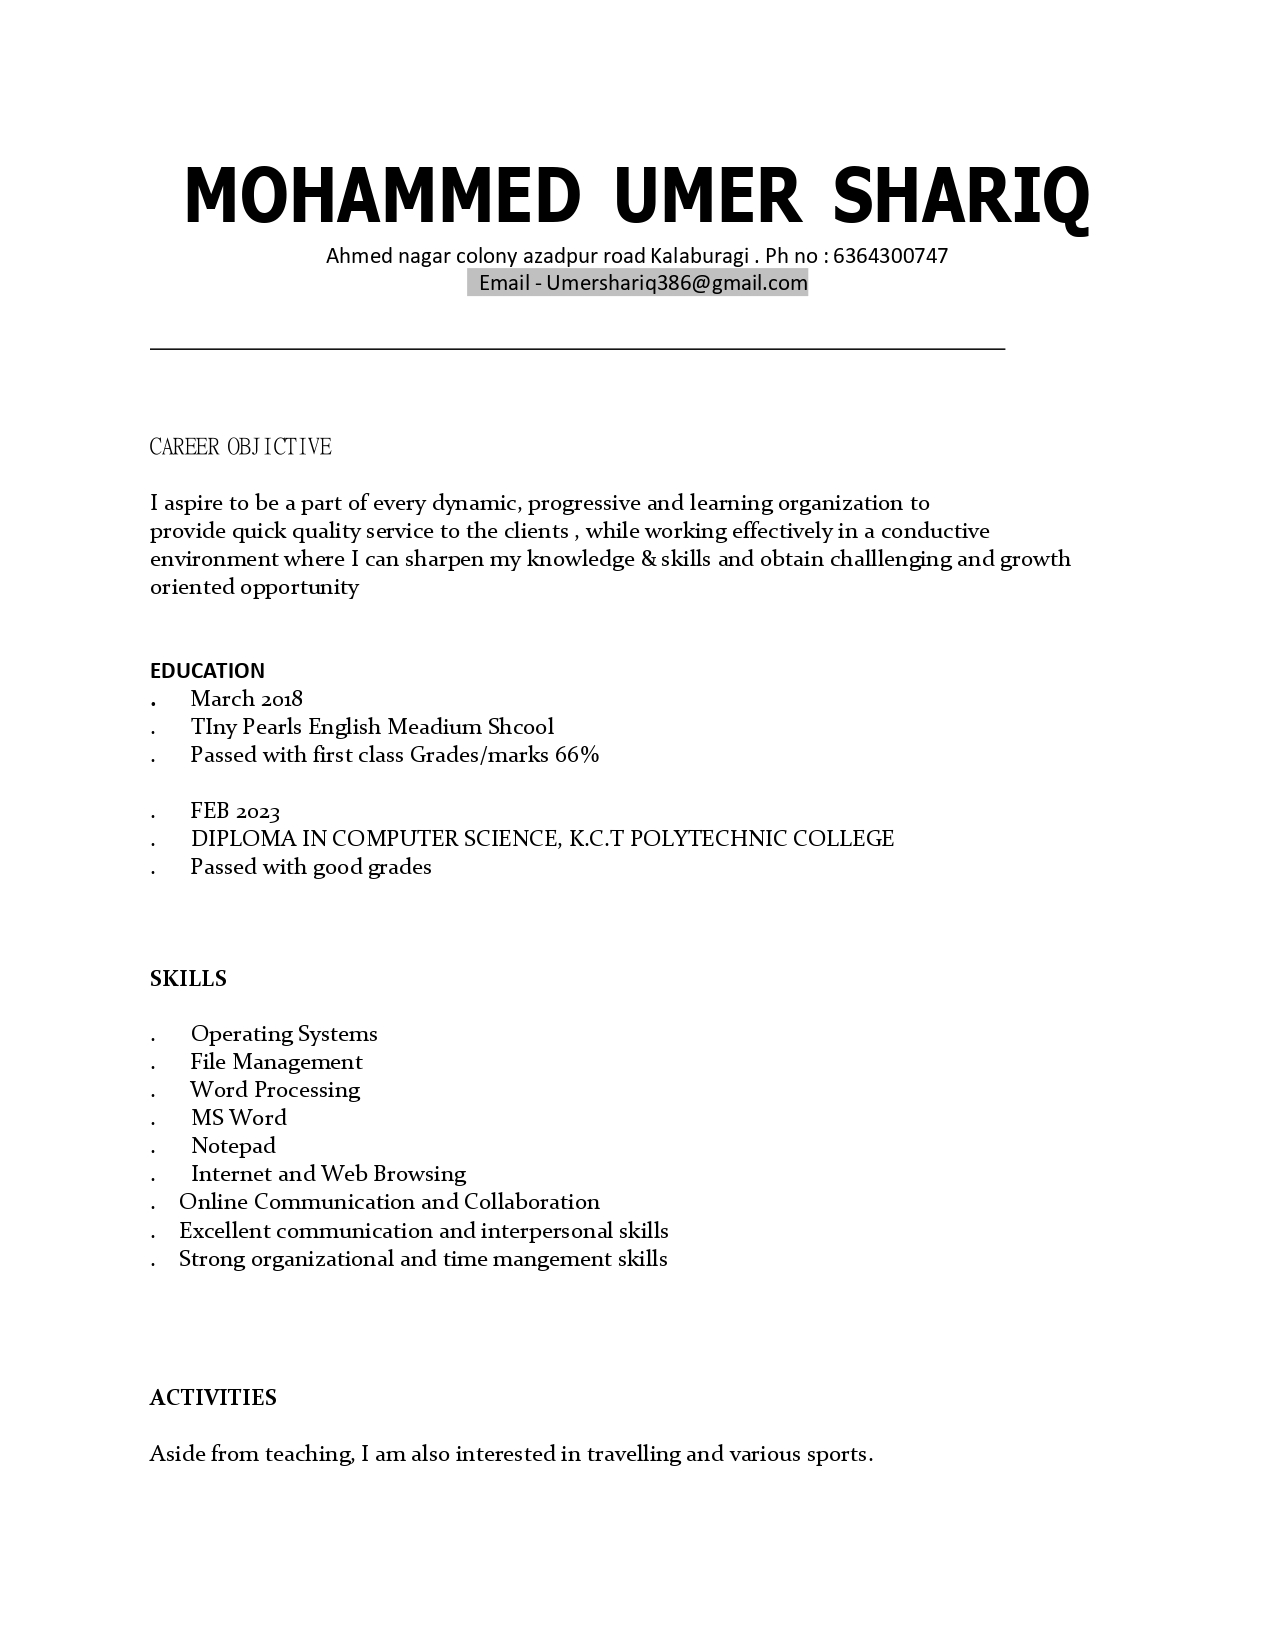 MOHAMMED UMER SHARIQ
Ahmed nagar colony azadpur road Kalaburagi . Ph no : 6364300747
Email - Umershariq386@gmail.com
CAREER OBJICTIVE
I aspire to be a part of every dynamic, progressive and learning organization to
provide quick quality service to the clients , while working effectively in a conductive
environment where I can sharpen my knowledge & skills and obtain challlenging and growth
oriented opportunity
EDUCATION
. March 2018
. TIny Pearls English Meadium Shcool
. Passed with first class Grades/marks 66%
. FEB 2023
. DIPLOMA IN COMPUTER SCIENCE, K.C.T POLYTECHNIC COLLEGE
. Passed with good grades
SKILLS
. Operating Systems
. File Management
. Word Processing
. MS Word
. Notepad
. Internet and Web Browsing
. Online Communication and Collaboration
. Excellent communication and interpersonal skills
. Strong organizational and time mangement skills
ACTIVITIES
Aside from teaching, I am also interested in travelling and various sports.